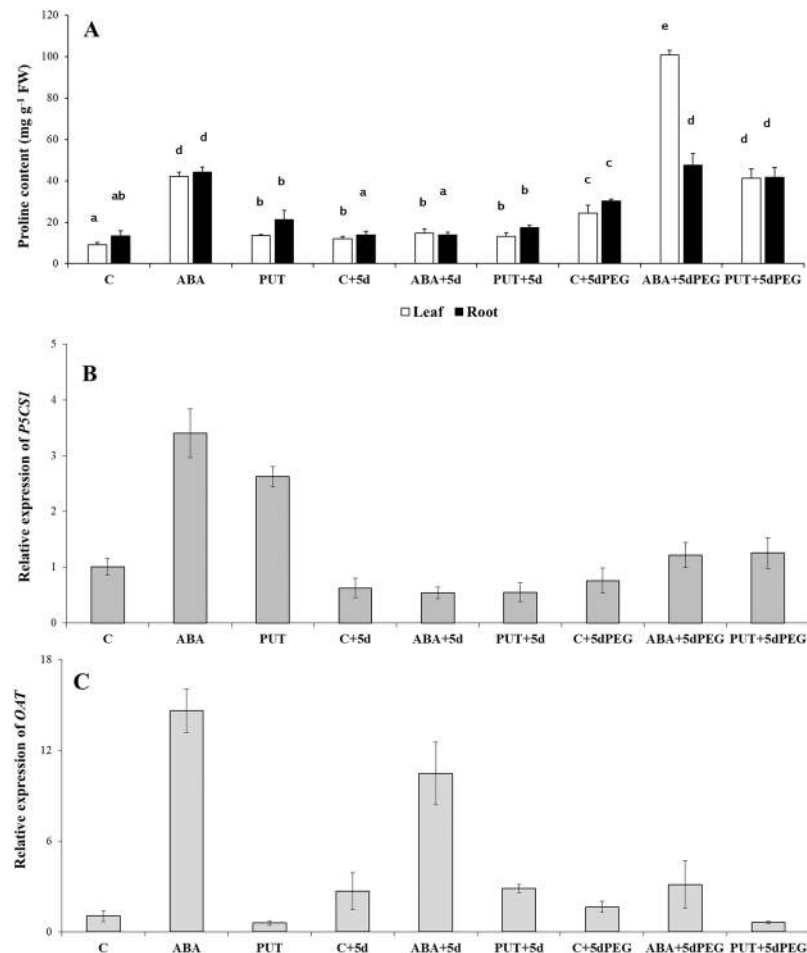 A
Proline content (mg g⁻¹ FW)
120
100
80
60
40
20
0
a ab d d b b b a b a b b c c e d d d
C ABA PUT C+5d ABA+5d PUT+5d C+5dPEG ABA+5dPEG PUT+5dPEG
Leaf Root
B
Relative expression of P5CS1
5
4
3
2
1
0
C ABA PUT C+5d ABA+5d PUT+5d C+5dPEG ABA+5dPEG PUT+5dPEG
C
Relative expression of OAT
18
12
6
0
C ABA PUT C+5d ABA+5d PUT+5d C+5dPEG ABA+5dPEG PUT+5dPEG